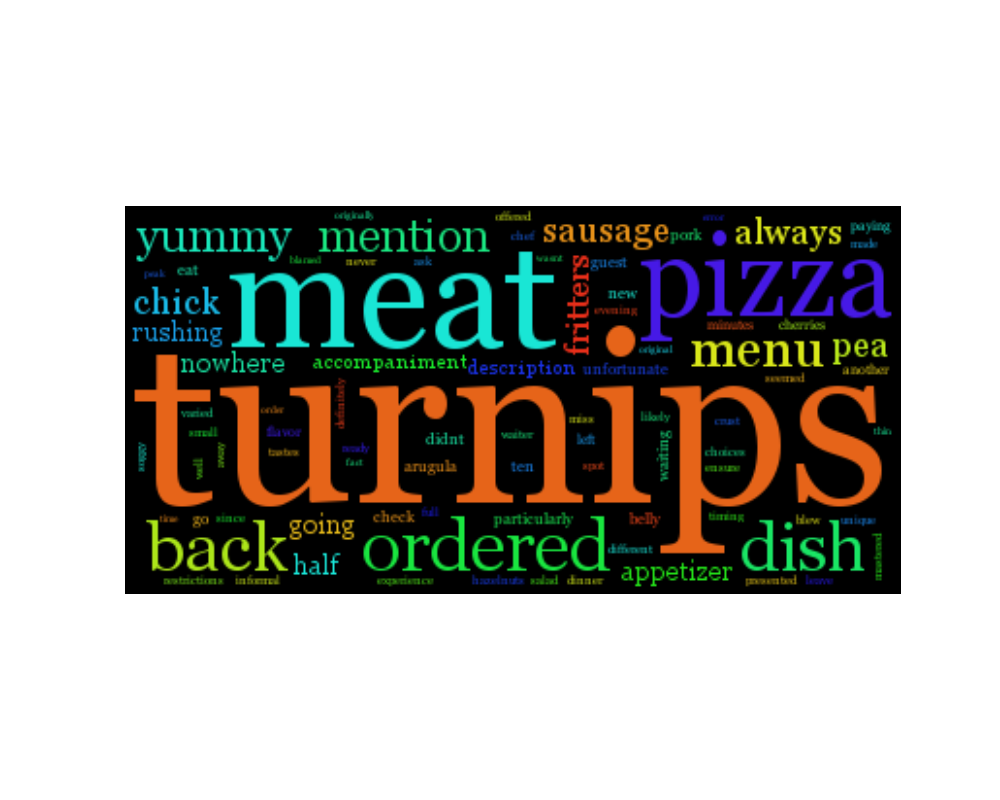 originally
offered
error
yummy
mention
chef
sausage
pork
always
paying
made
blamed
never
ask
wasnt
peak
eat
meat
fritters
guest
pizza
chick
new
rushing
evening
minutes
cherries
nowhere
accompaniment
description
unfortunate
original
menu
pea
another
seemed
turnips
varied
order
definitely
miss
likely
crust
thin
small
flavor
didnt
waiter
left
soggy
well
away
tastes
ready
fast
arugula
ten
spot
waiting
choices
ensure
time
go
since
going
check
full
particularly
belly
timing
blew
unique
back
half
ordered
different
appetizer
dish
mustered
restrictions
informal
experience
hazelnuts
salad
dinner
presented
leave